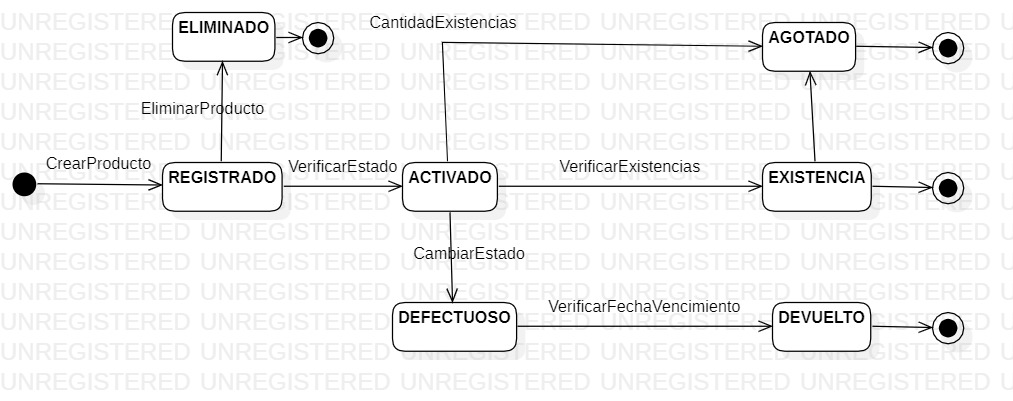 CantidadExistencias
ELIMINADO
AGOTADO
EliminarProducto
CrearProducto
VerificarEstado
VerificarExistencias
REGISTRADO
ACTIVADO
EXISTENCIA
CambiarEstado
VerificarFechaVencimiento
DEFECTUOSO
DEVUELTO
UNREGISTERED UNREGISTERED UNREGISTERED UNREGISTERED UNREGISTERED